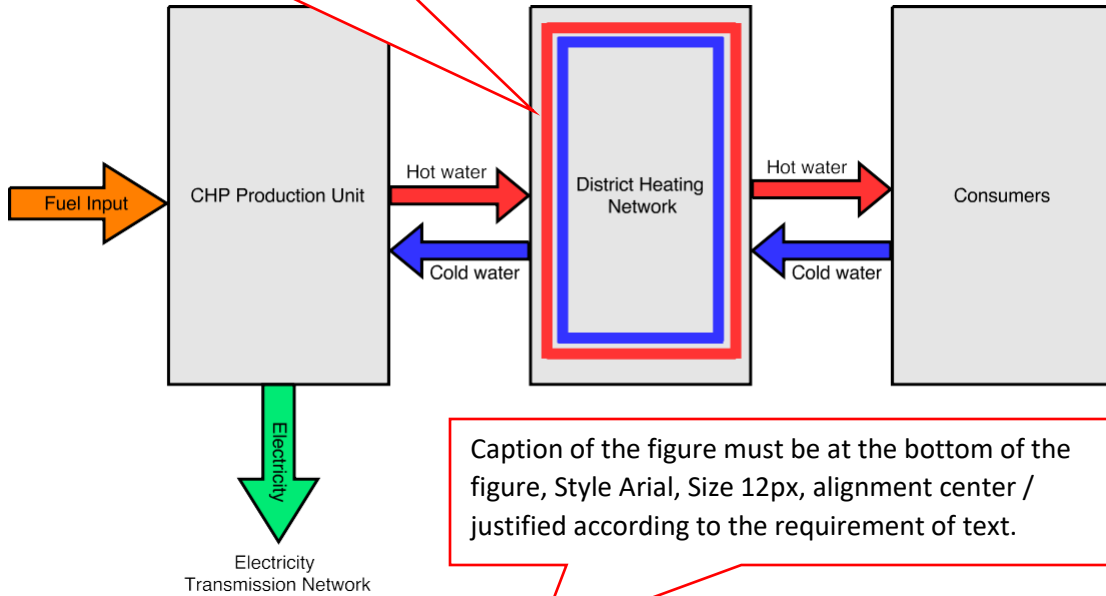 Fuel Input
CHP Production Unit
Hot water
Cold water
District Heating
Network
Hot water
Cold water
Consumers
Electricity
Electricity
Transmission Network
Caption of the figure must be at the bottom of the
figure, Style Arial, Size 12px, alignment center /
justified according to the requirement of text.